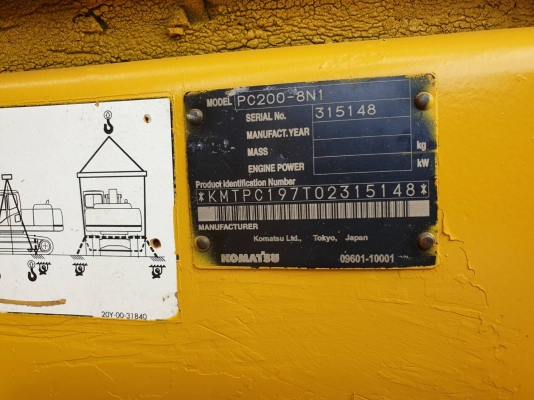 MODEL PC200-8N1
SERIAL No. 315148
MANUFACT.YEAR
MASS kg
ENGINE POWER kW
Product Identification Number
*KMTPC197T02315148*
MANUFACTURER
Komatsu Ltd., Tokyo, Japan
KOMATSU 09601-10001
20Y-00-31840